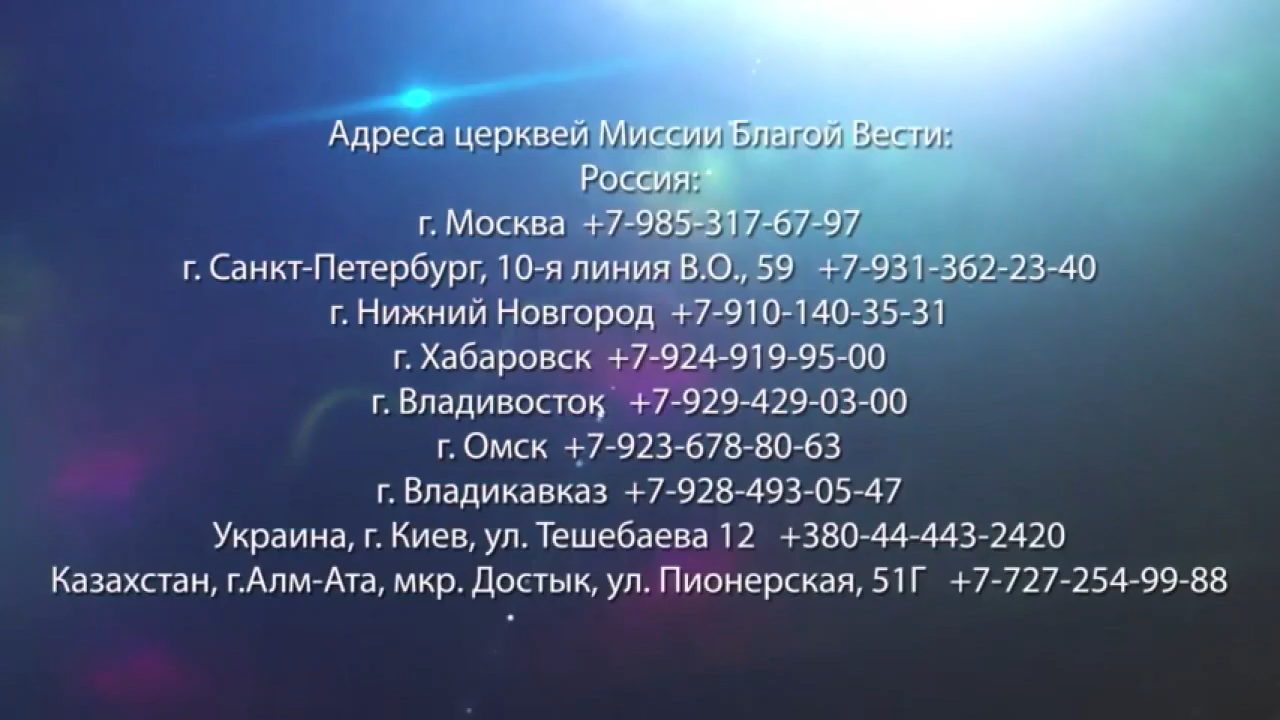 Адреса церквей Миссии Благой Вести:
Россия:
г. Москва +7-985-317-67-97
г. Санкт-Петербург, 10-я линия В.О., 59 +7-931-362-23-40
г. Нижний Новгород +7-910-140-35-31
г. Хабаровск +7-924-919-95-00
г. Владивосток +7-929-429-03-00
г. Омск +7-923-678-80-63
г. Владикавказ +7-928-493-05-47
Украина, г. Киев, ул. Тешебаева 12 +380-44-443-2420
Казахстан, г.Алм-Ата, мкр. Достык, ул. Пионерская, 51Г +7-727-254-99-88